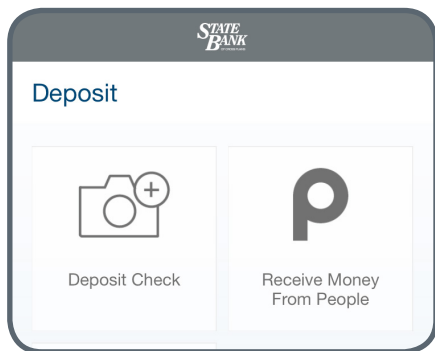 STATE
BANK
Deposit
Deposit Check
Receive Money
From People